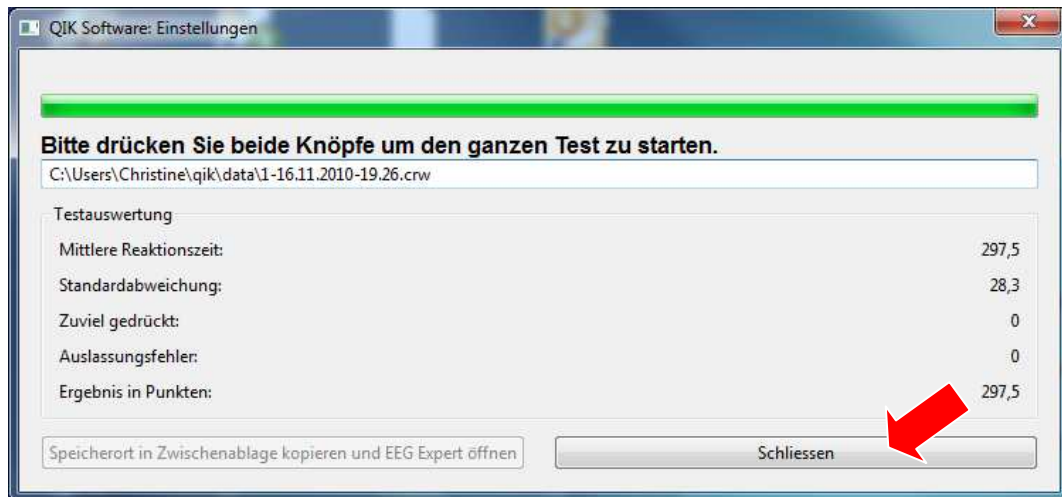 QIK Software: Einstellungen
Bitte drücken Sie beide Knöpfe um den ganzen Test zu starten.
C:\Users\Christine\qik\data\1-16.11.2010-19.26.crw
Testauswertung
Mittlere Reaktionszeit: 297,5
Standardabweichung: 28,3
Zuviel gedrückt: 0
Auslassungsfehler: 0
Ergebnis in Punkten: 297,5
Speicherort in Zwischenablage kopieren und EEG Expert öffnen Schliessen